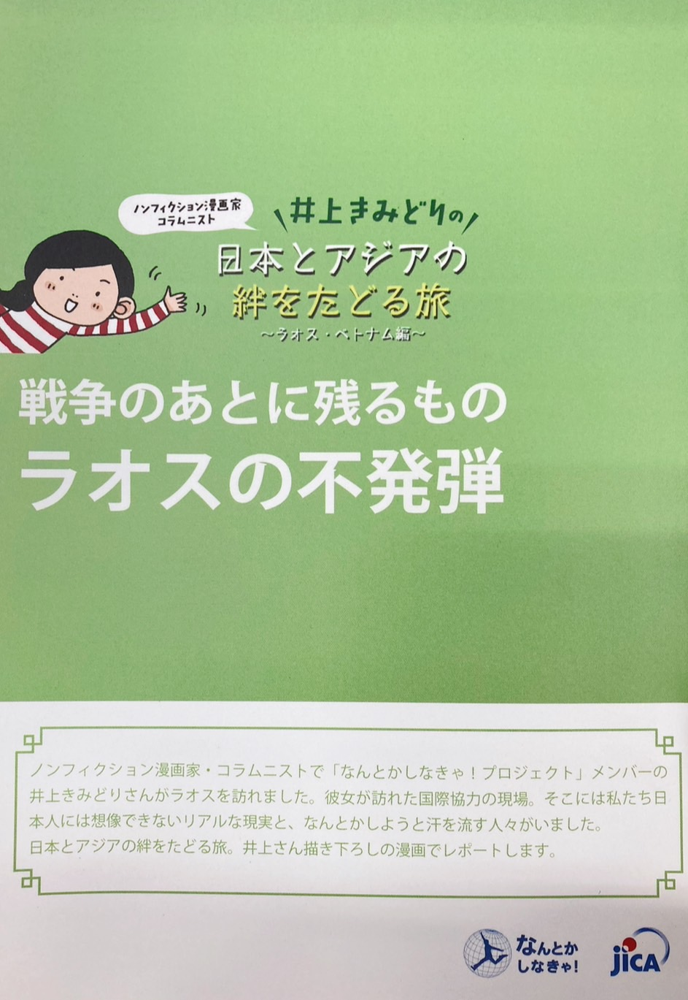 ノンフィクション漫画家
コラムニスト
井上きみどりの
日本とアジアの
絆をたどる旅
～ラオス・ベトナム編～
戦争のあとに残るもの
ラオスの不発弾
ノンフィクション漫画家・コラムニストで「なんとかしなきゃ！プロジェクト」メンバーの
井上きみどりさんがラオスを訪れました。彼女が訪れた国際協力の現場。そこには私たち日
本人には想像できないリアルな現実と、なんとかしようと汗を流す人々がいました。
日本とアジアの絆をたどる旅。井上さん描き下ろしの漫画でレポートします。
なんとか
しなきゃ！
jICA